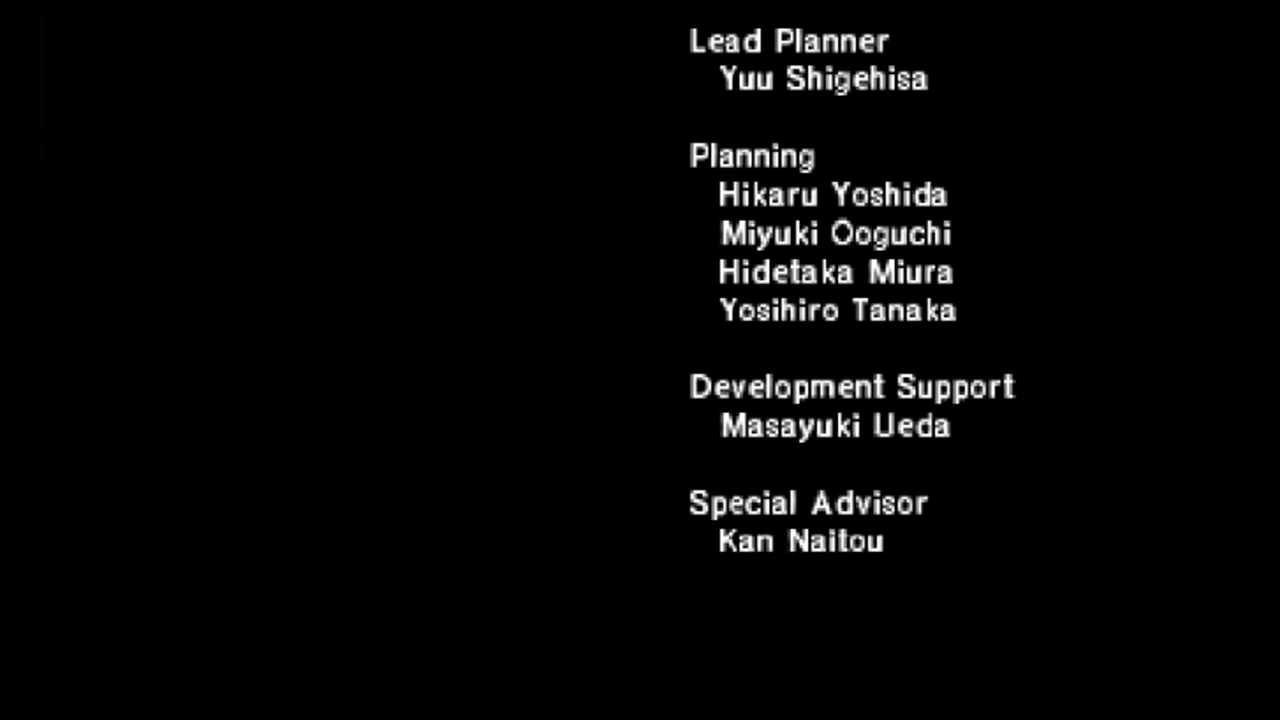 Lead Planner
Yuu Shigehisa
Planning
Hikaru Yoshida
Miyuki Ooguchi
Hidetaka Miura
Yosihiro Tanaka
Development Support
Masayuki Ueda
Special Advisor
Kan Naitou